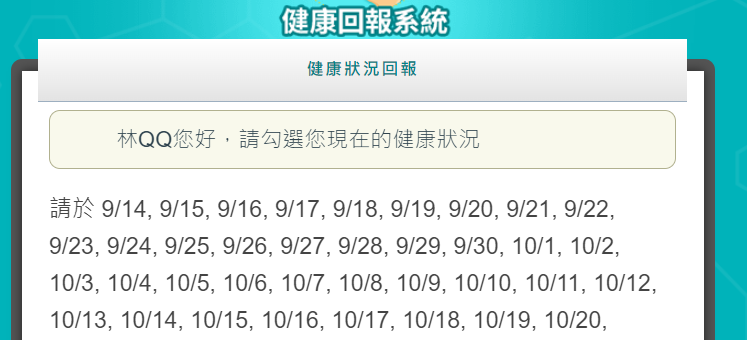 健康回報系統
健康狀況回報
林QQ您好，請勾選您現在的健康狀況
請於 9/14, 9/15, 9/16, 9/17, 9/18, 9/19, 9/20, 9/21, 9/22,
9/23, 9/24, 9/25, 9/26, 9/27, 9/28, 9/29, 9/30, 10/1, 10/2,
10/3, 10/4, 10/5, 10/6, 10/7, 10/8, 10/9, 10/10, 10/11, 10/12,
10/13, 10/14, 10/15, 10/16, 10/17, 10/18, 10/19, 10/20,